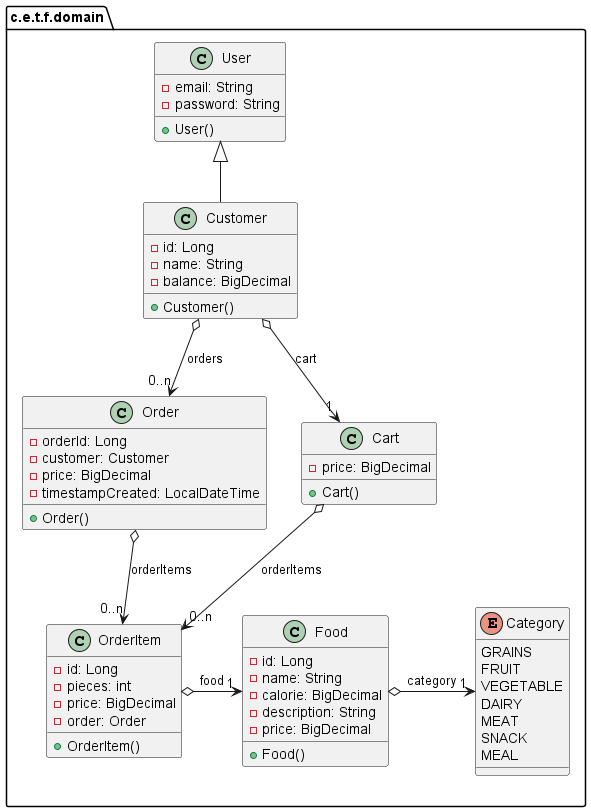 c.e.t.f.domain
C User
email: String
password: String
User()
C Customer
id: Long
name: String
balance: BigDecimal
Customer()
orders
cart
0..n
1
C Order
orderId: Long
customer: Customer
price: BigDecimal
timestampCreated: LocalDateTime
Order()
C Cart
price: BigDecimal
Cart()
orderItems
orderItems
0..n
0..n
C OrderItem
id: Long
pieces: int
price: BigDecimal
order: Order
OrderItem()
food
1
C Food
id: Long
name: String
calorie: BigDecimal
description: String
price: BigDecimal
Food()
category
1
E Category
GRAINS
FRUIT
VEGETABLE
DAIRY
MEAT
SNACK
MEAL